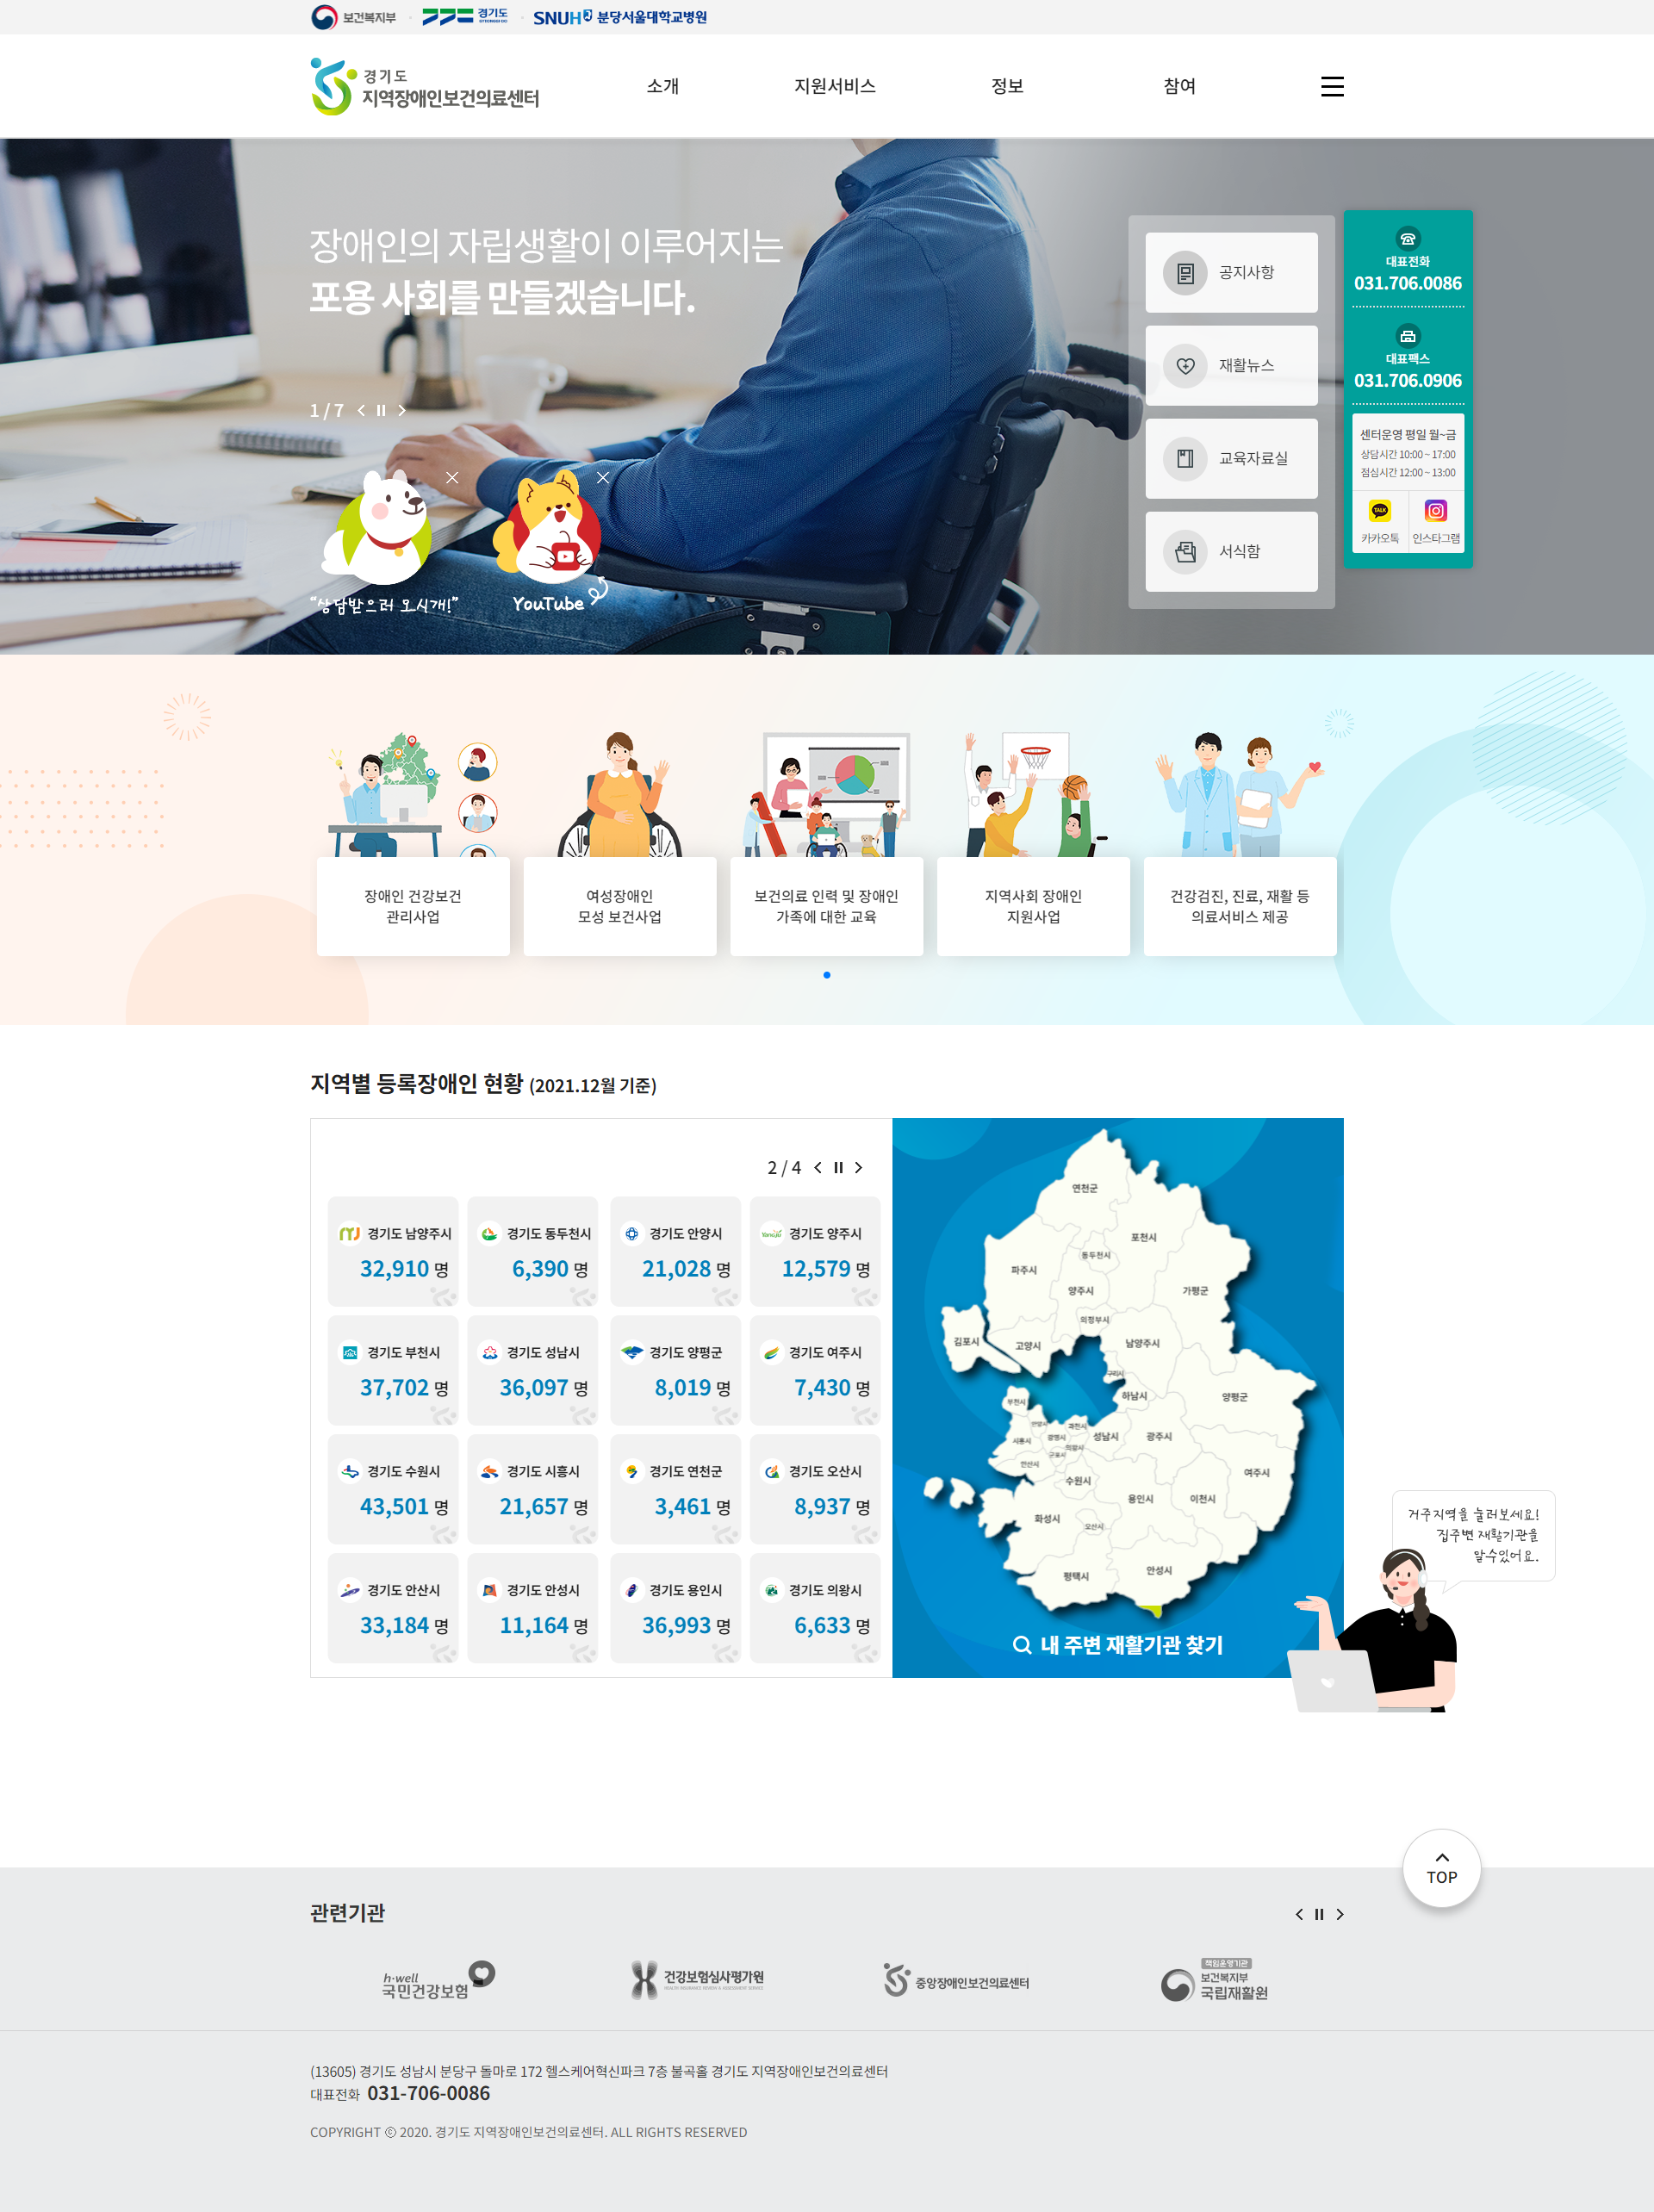 보건복지부
경기도
SNUH 분당서울대학교병원
경기도
지역장애인보건의료센터
소개
지원서비스
정보
참여
장애인의 자립생활이 이루어지는
포용 사회를 만들겠습니다.
1 / 7
"상담받으러 오시개!"
YouTube
공지사항
재활뉴스
교육자료실
서식함
대표전화
031.706.0086
대표팩스
031.706.0906
센터운영 평일 월~금
상담시간 10:00 ~ 17:00
점심시간 12:00 ~ 13:00
TALK
카카오톡
인스타그램
장애인 건강보건
관리사업
여성장애인
모성 보건사업
보건의료 인력 및 장애인
가족에 대한 교육
지역사회 장애인
지원사업
건강검진, 진료, 재활 등
의료서비스 제공
지역별 등록장애인 현황 (2021.12월 기준)
2 / 4
경기도 남양주시
32,910 명
경기도 동두천시
6,390 명
경기도 안양시
21,028 명
경기도 양주시
12,579 명
경기도 부천시
37,702 명
경기도 성남시
36,097 명
경기도 양평군
8,019 명
경기도 여주시
7,430 명
경기도 수원시
43,501 명
경기도 시흥시
21,657 명
경기도 연천군
3,461 명
경기도 오산시
8,937 명
경기도 안산시
33,184 명
경기도 안성시
11,164 명
경기도 용인시
36,993 명
경기도 의왕시
6,633 명
연천군
포천시
동두천시
파주시
양주시
가평군
의정부시
김포시
고양시
남양주시
구리시
하남시
양평군
부천시
안양시
과천시
시흥시
광명시
성남시
광주시
의왕시
군포시
안산시
수원시
여주시
용인시
이천시
화성시
오산시
평택시
안성시
내 주변 재활기관 찾기
거주지역을 눌러보세요!
집주변 재활기관을
알수있어요.
TOP
관련기관
h-well
국민건강보험
건강보험심사평가원
중앙장애인보건의료센터
책임운영기관
보건복지부
국립재활원
(13605) 경기도 성남시 분당구 돌마로 172 헬스케어혁신파크 7층 불곡홀 경기도 지역장애인보건의료센터
대표전화 031-706-0086
COPYRIGHT ⓒ 2020. 경기도 지역장애인보건의료센터. ALL RIGHTS RESERVED